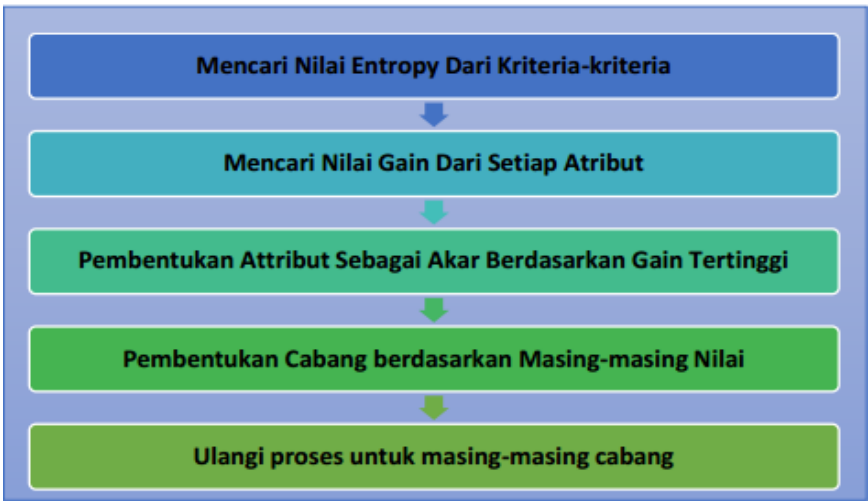 Mencari Nilai Entropy Dari Kriteria-kriteria
Mencari Nilai Gain Dari Setiap Atribut
Pembentukan Attribut Sebagai Akar Berdasarkan Gain Tertinggi
Pembentukan Cabang berdasarkan Masing-masing Nilai
Ulangi proses untuk masing-masing cabang